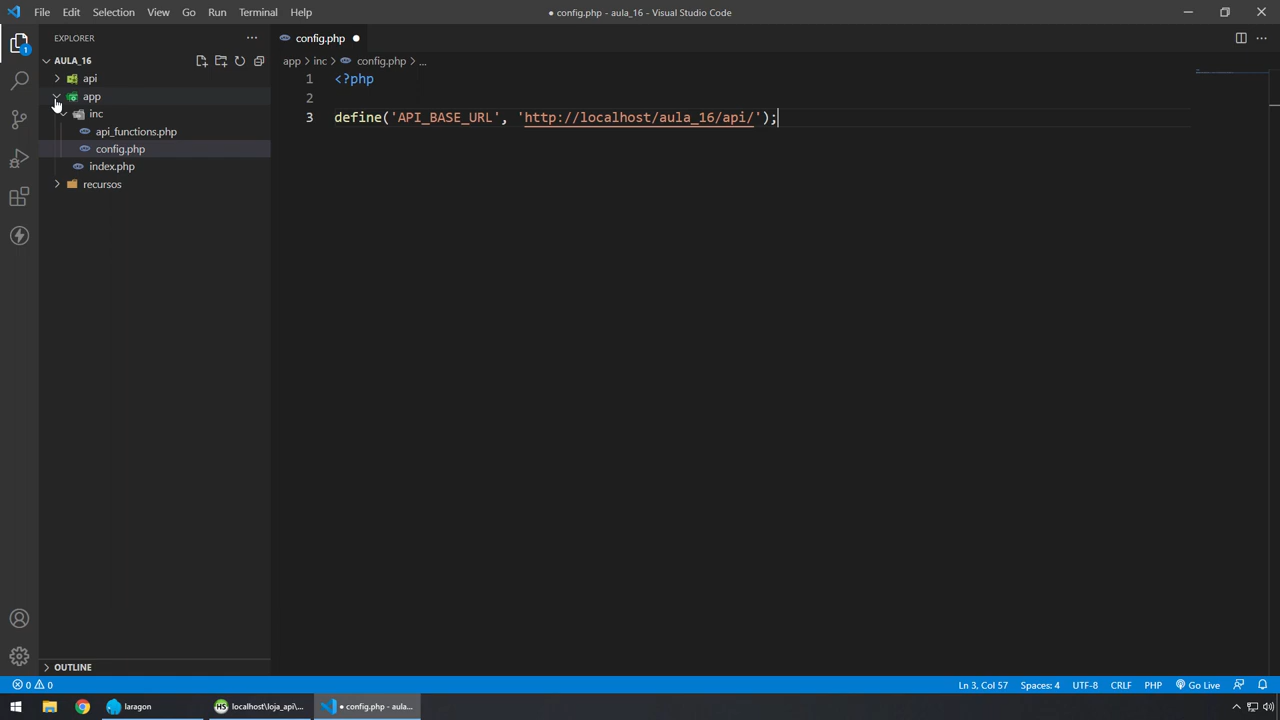 File Edit Selection View Go Run Terminal Help
● config.php - aula_16 - Visual Studio Code
EXPLORER
config.php
AULA_16
app > inc > config.php > ...
1
api
1 <?php
app
2
inc
3 define('API_BASE_URL', 'http://localhost/aula_16/api/');
api_functions.php
config.php
index.php
recursos
OUTLINE
0 0
Ln 3, Col 57 Spaces: 4 UTF-8 CRLF PHP Go Live
laragon
HS localhost\loja_api\...
● config.php - aula...